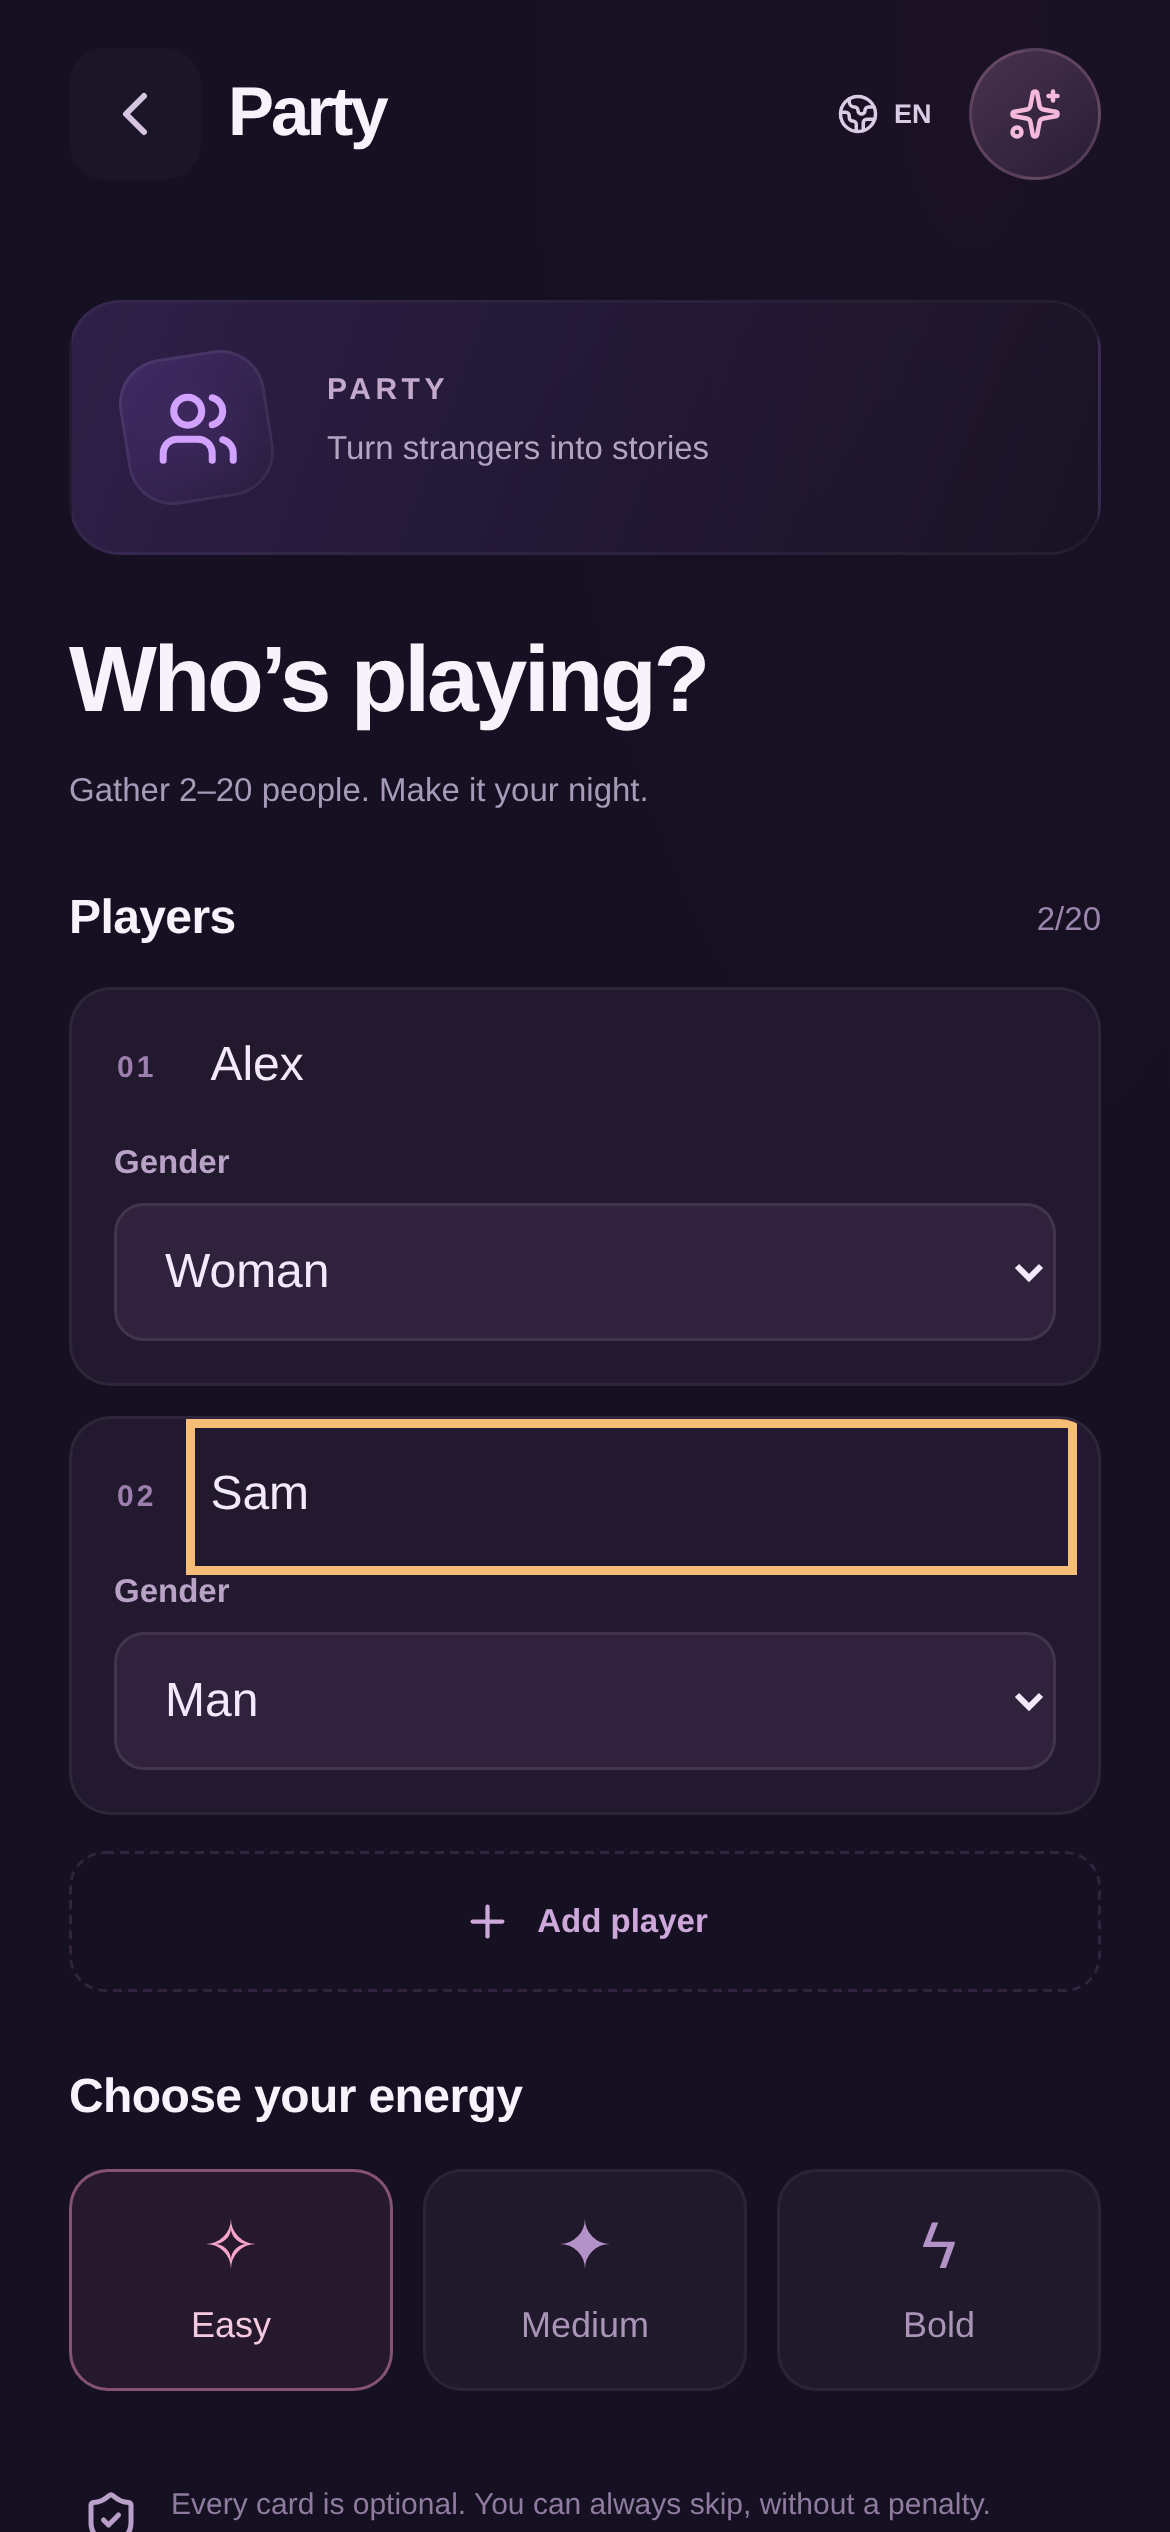 Party
EN
PARTY
Turn strangers into stories
Who’s playing?
Gather 2–20 people. Make it your night.
Players
2/20
01 Alex
Gender
Woman
02 Sam
Gender
Man
Add player
Choose your energy
Easy
Medium
Bold
Every card is optional. You can always skip, without a penalty.